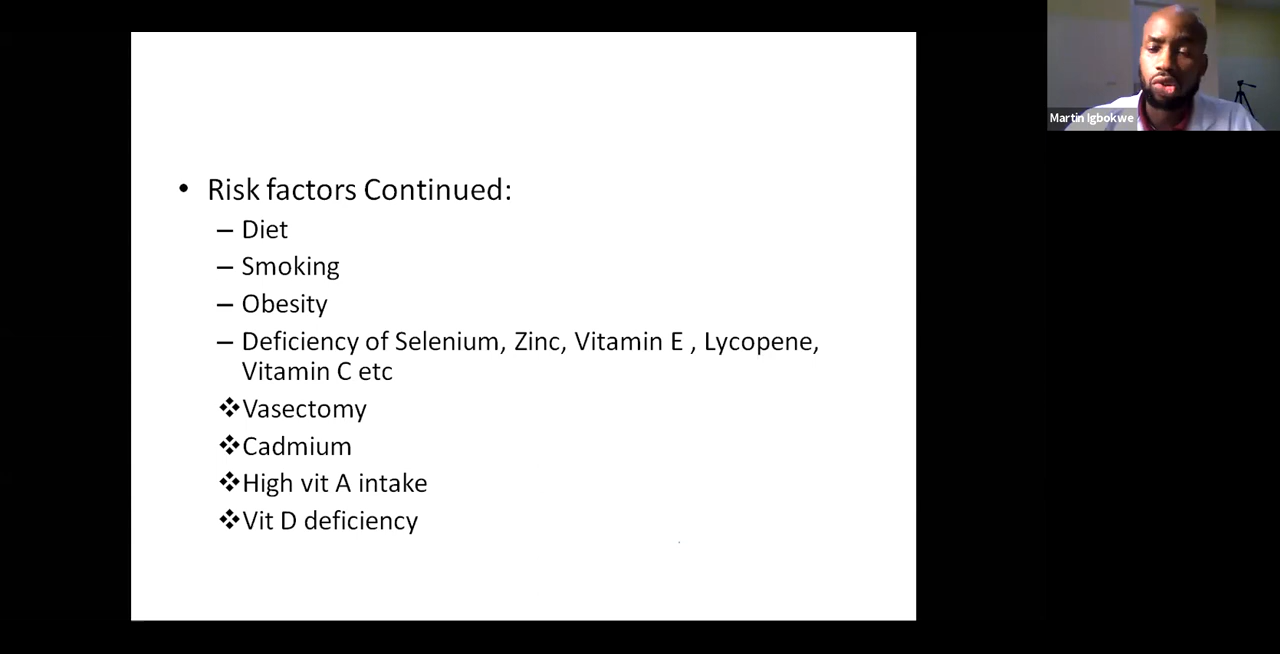 • Risk factors Continued:
– Diet
– Smoking
– Obesity
– Deficiency of Selenium, Zinc, Vitamin E , Lycopene,
Vitamin C etc
❖Vasectomy
❖Cadmium
❖High vit A intake
❖Vit D deficiency
Martin Igbokwe